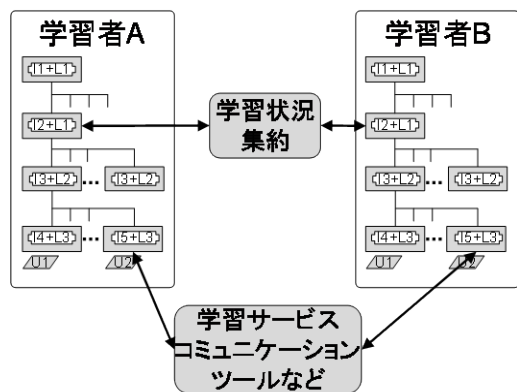 学習者A
{I1+L1}
{I2+L1}
{I3+L2}...{I3+L2}
{I4+L3}...{I5+L3}
U1 U2
学習状況
集約
学習者B
{I1+L1}
{I2+L1}
{I3+L2}...{I3+L2}
{I4+L3}...{I5+L3}
U1 U2
学習サービス
コミュニケーション
ツールなど